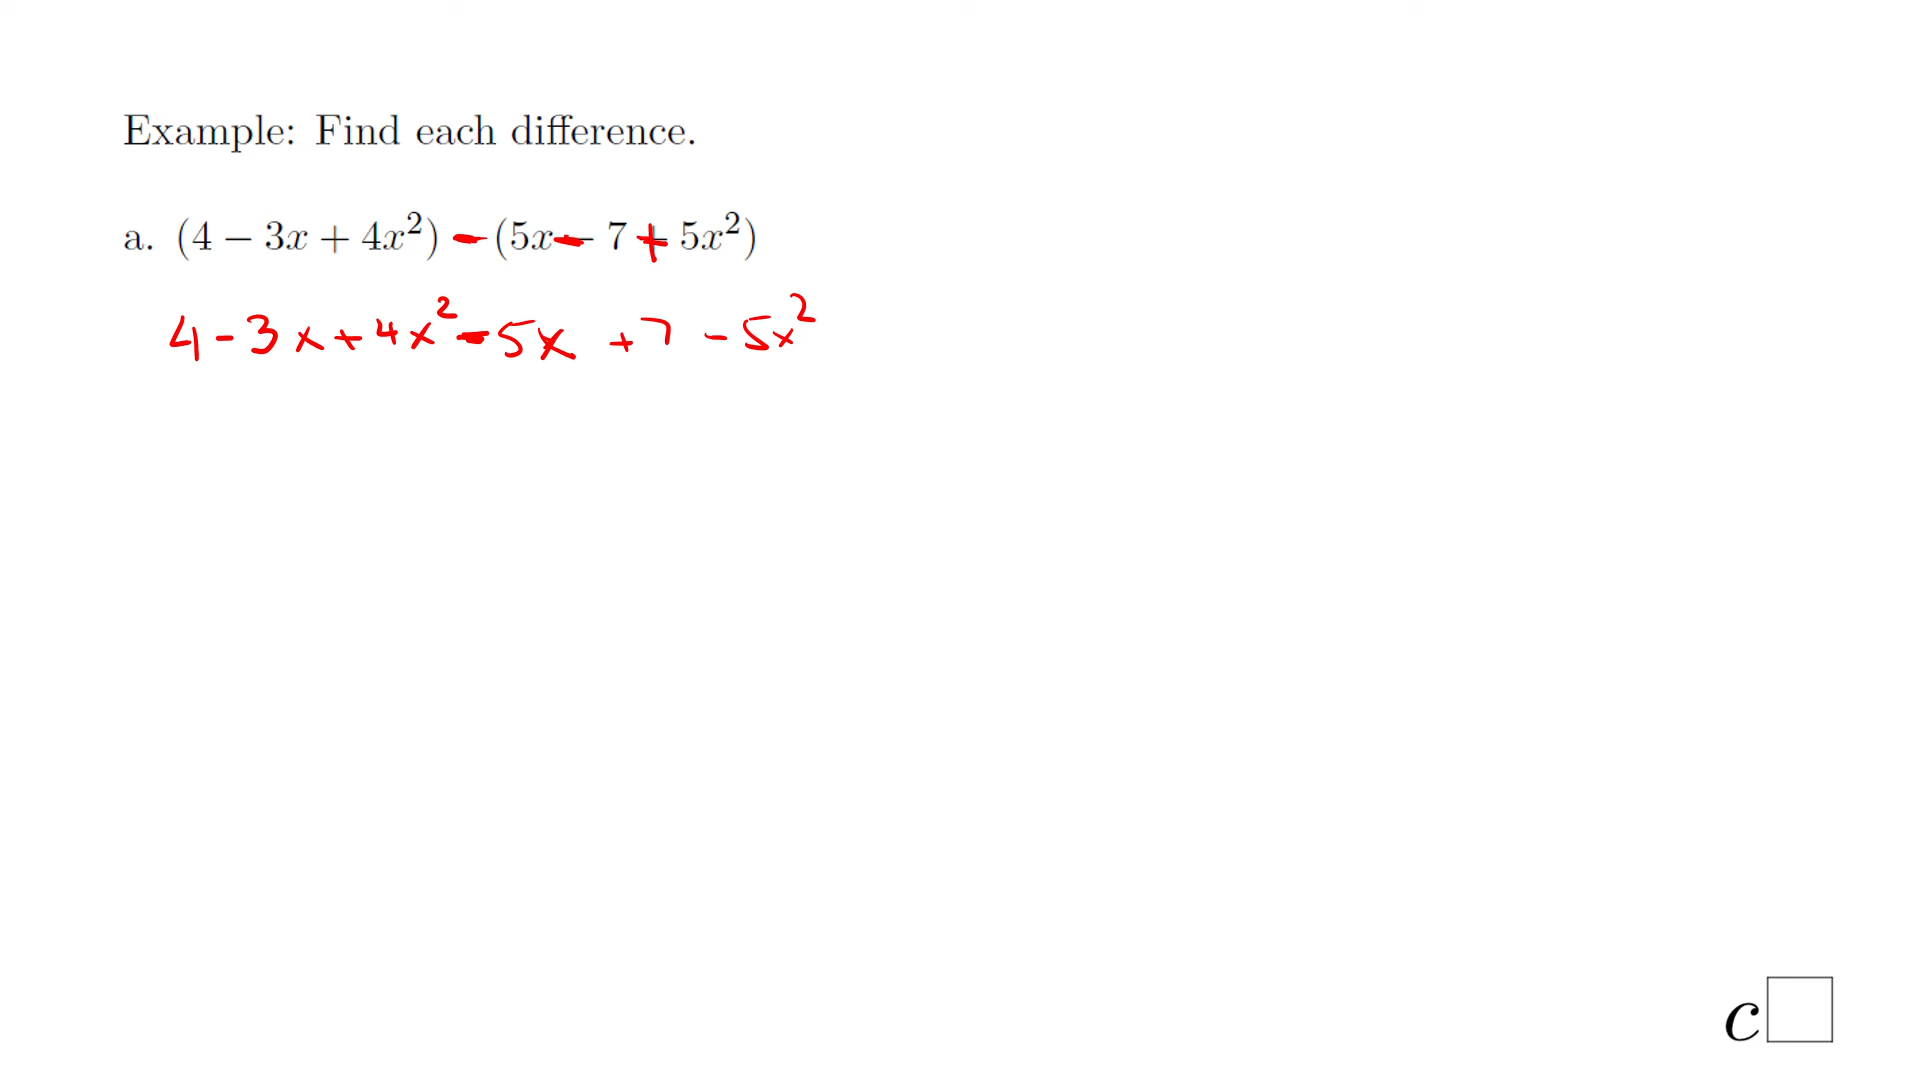 Example: Find each difference.
a. (4 − 3x + 4x²) − (5x − 7 + 5x²)
4 − 3x + 4x² − 5x + 7 − 5x²
c□